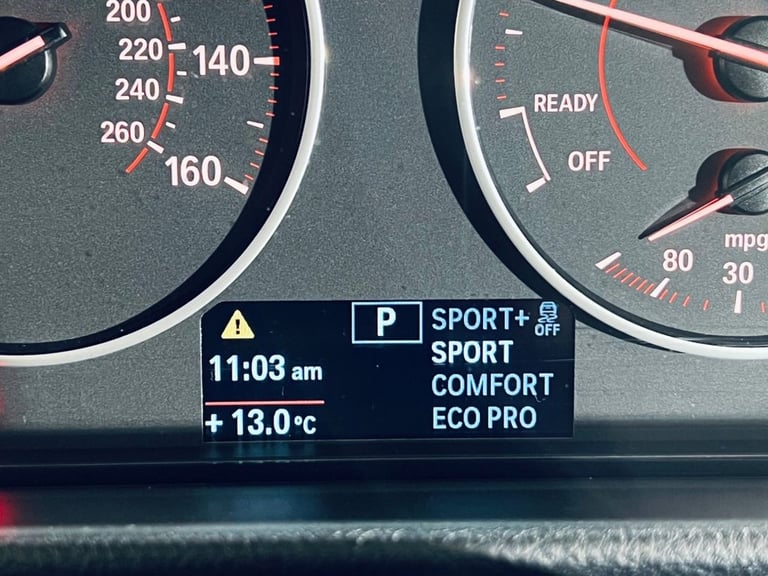 200
220
240
260
140
160
READY
OFF
mpg
80
30
P
SPORT+
OFF
11:03 am
SPORT
COMFORT
+ 13.0°C
ECO PRO